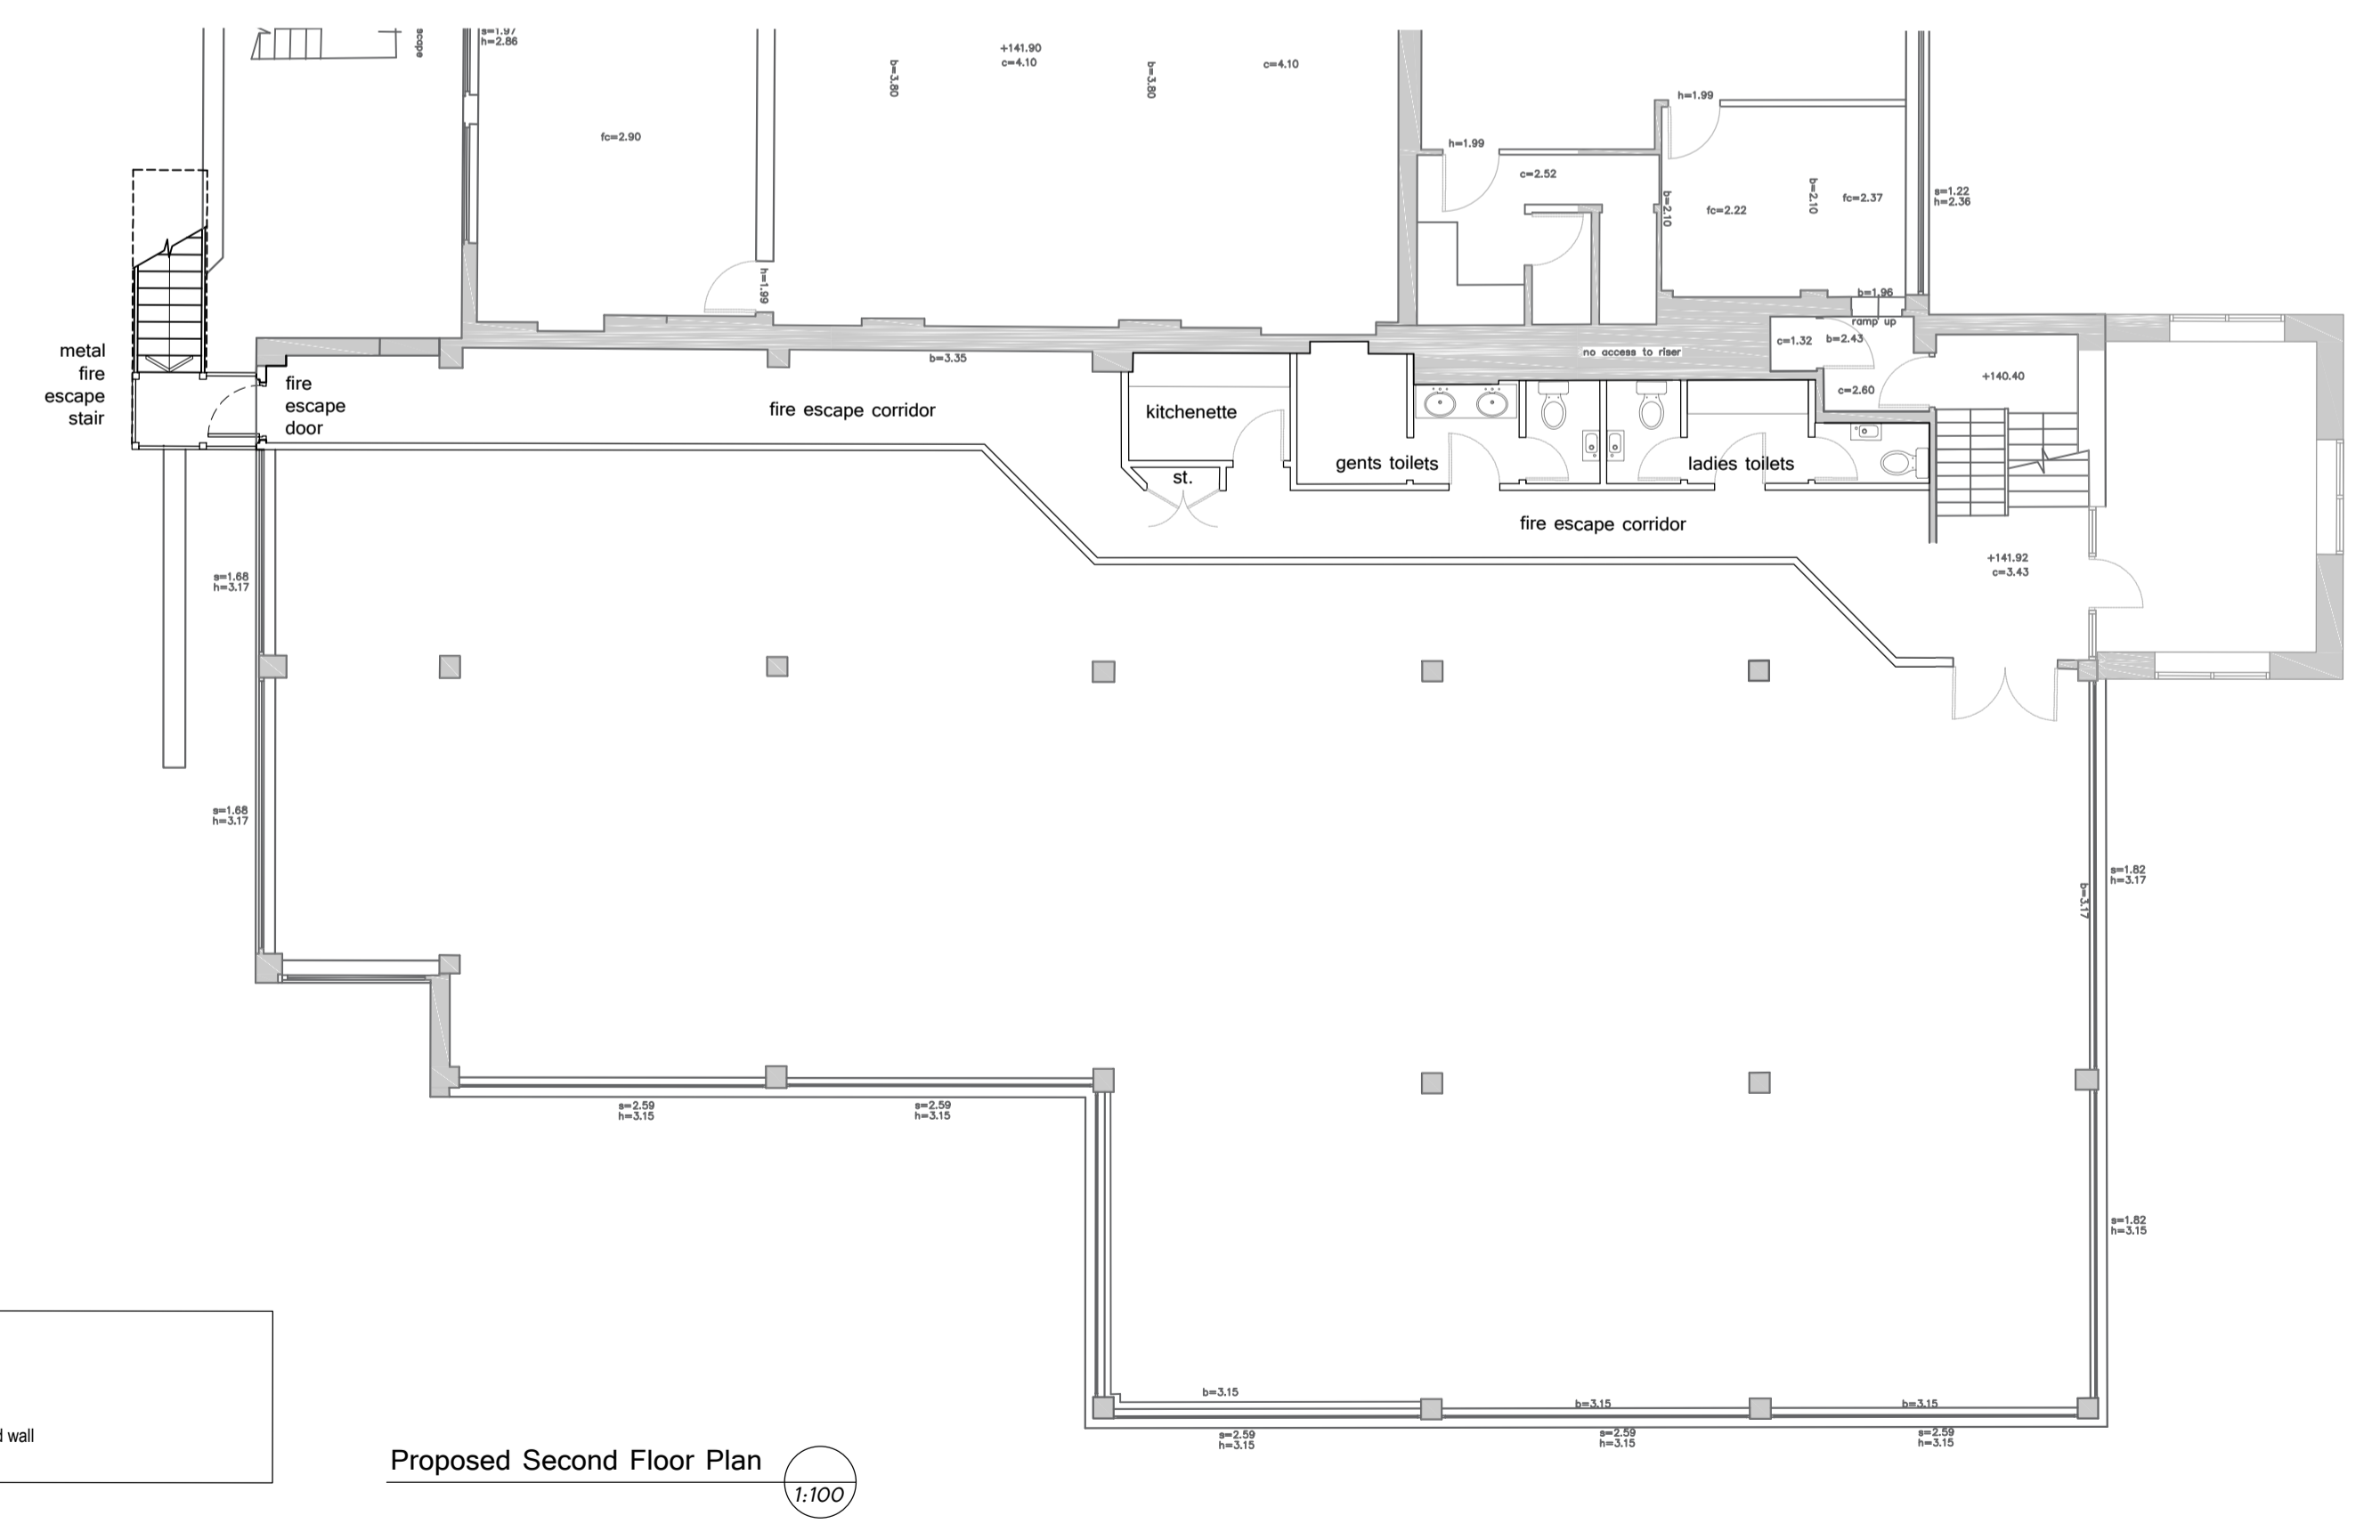 scape
s=1.97
h=2.86
b=3.80
+141.90
c=4.10
b=3.80
c=4.10
h=1.99
fc=2.90
h=1.99
c=2.52
b=2.10
fc=2.22
b=2.10
fc=2.37
s=1.22
h=2.36
h=1.99
b=1.96
ramp up
c=1.32
b=2.43
no access to riser
c=2.60
+140.40
metal
fire
escape
stair
fire
escape
door
b=3.35
fire escape corridor
kitchenette
st.
gents toilets
ladies toilets
fire escape corridor
+141.92
c=3.43
s=1.68
h=3.17
s=1.68
h=3.17
b=3.17
s=1.82
h=3.17
s=2.59
h=3.15
s=2.59
h=3.15
s=1.82
h=3.15
b=3.15
b=3.15
b=3.15
s=2.59
h=3.15
s=2.59
h=3.15
s=2.59
h=3.15
d wall
Proposed Second Floor Plan
1:100